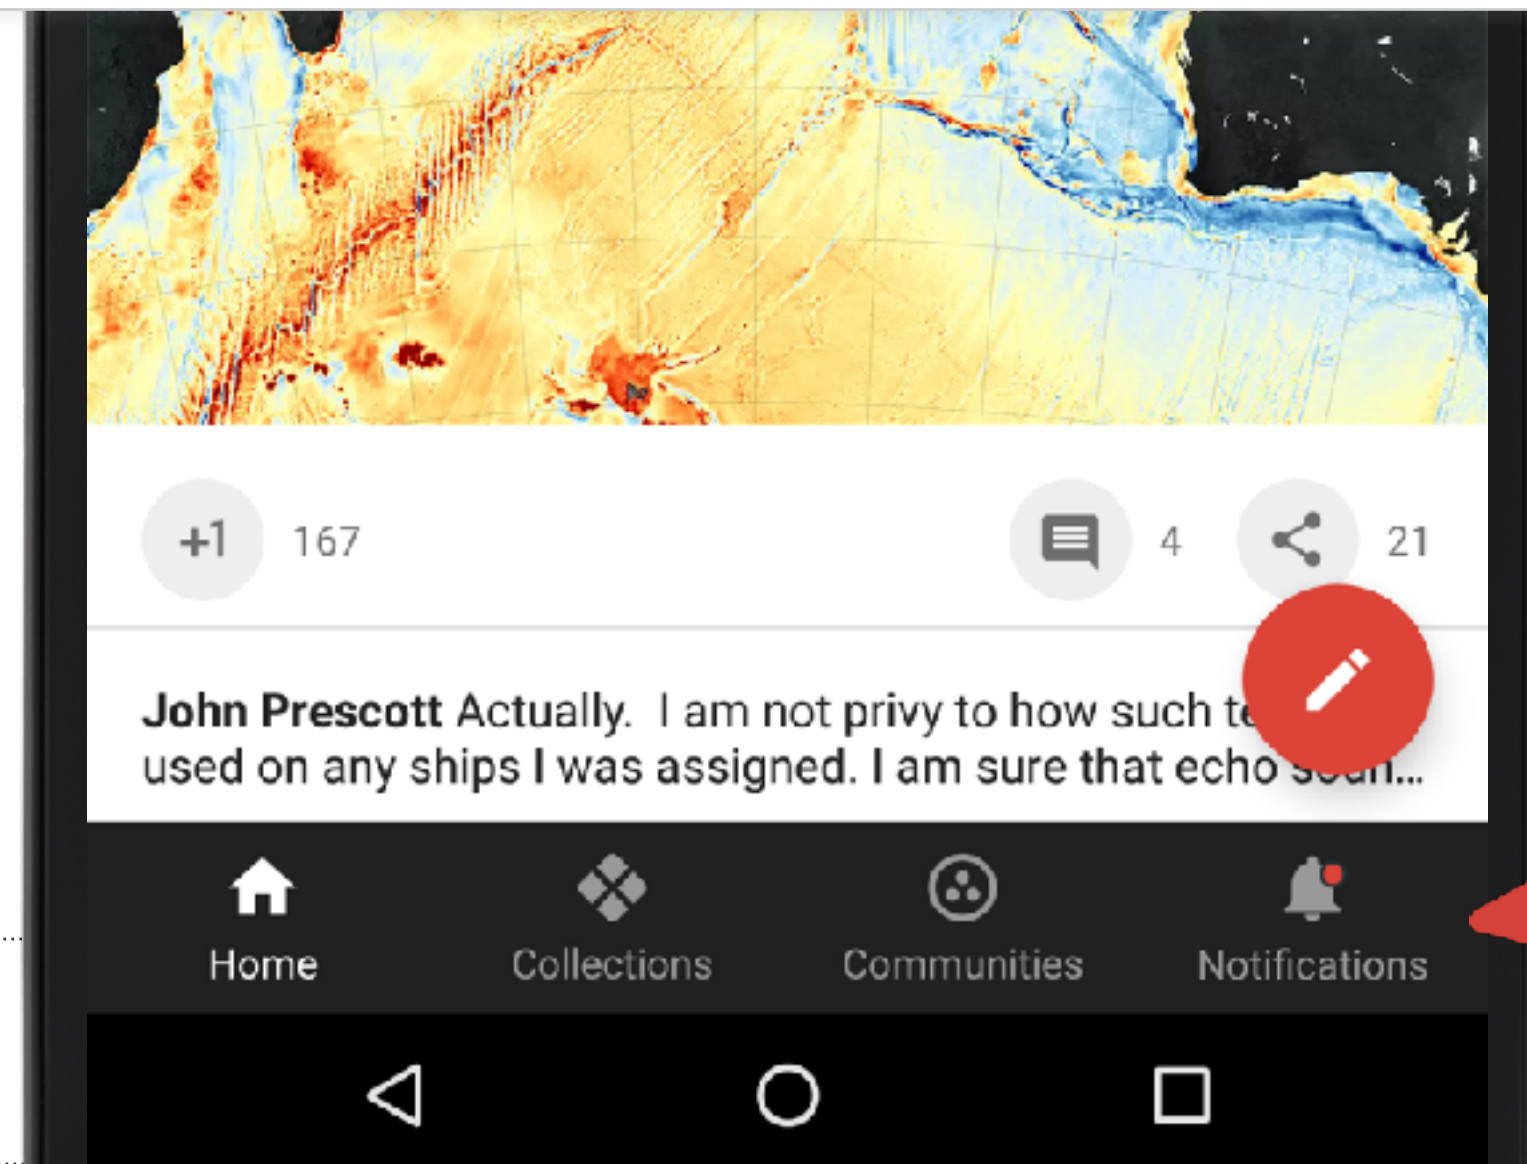 +1 167 4 21
John Prescott Actually.  I am not privy to how such
used on any ships I was assigned. I am sure that echo
Home Collections Communities Notifications